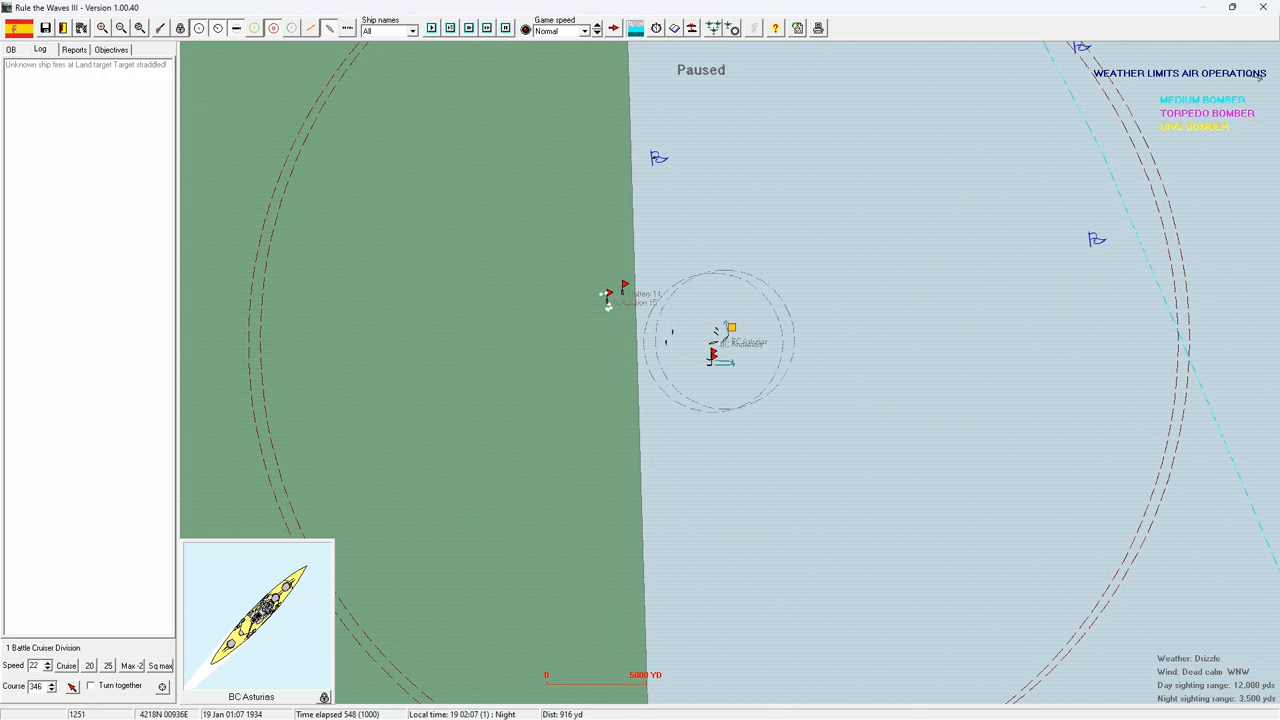 Rule the Waves III - Version 1.00.40
Ship names
All
Game speed
Normal
OB
Log
Reports
Objectives
Unknown ship fires at Land target Target straddled!
Paused
WEATHER LIMITS AIR OPERATIONS
MEDIUM BOMBER
TORPEDO BOMBER
DIVE BOMBER
BC Asturias
1 Battle Cruiser Division
Speed
22
Cruise
20
25
Max -2
Sq max
Course
346
Turn together
BC Asturias
0
5000 YD
Weather: Drizzle
Wind: Dead calm WNW
Day sighting range: 12,000 yds
Night sighting range: 3,500 yds
1251
4218N 00936E
19 Jan 01:07 1934
Time elapsed 548 (1000)
Local time: 19 02:07 (1) : Night
Dist: 916 yd